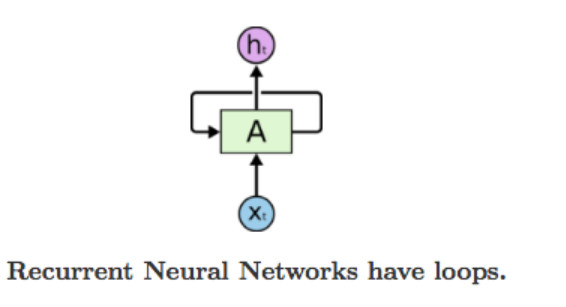 hₜ
A
Xₜ
Recurrent Neural Networks have loops.